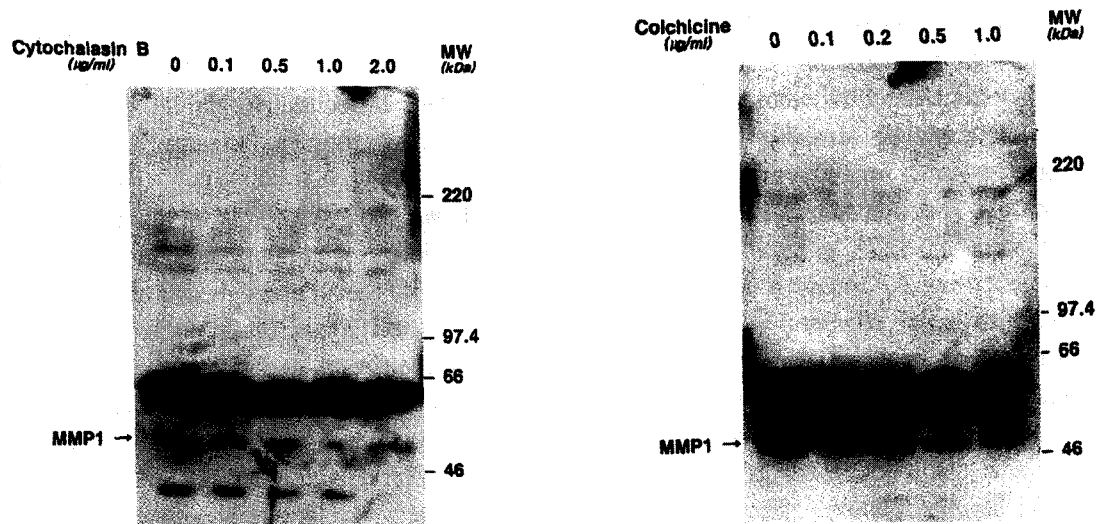 Cytochalasin B
(µg/ml)
0 0.1 0.5 1.0 2.0
MW
(kDa)
220
97.4
66
MMP1 →
46
Colchicine
(µg/ml)
0 0.1 0.2 0.5 1.0
MW
(kDa)
220
97.4
66
MMP1 →
46